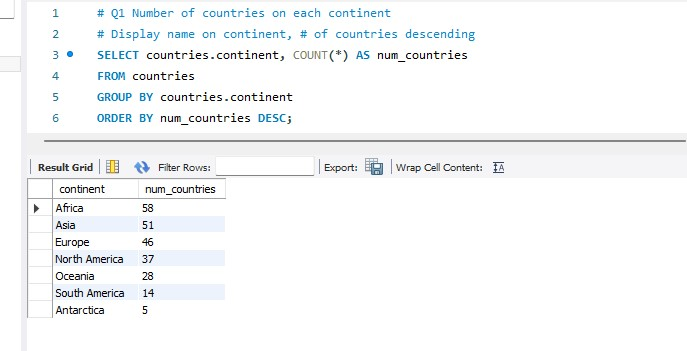 1 # Q1 Number of countries on each continent
2 # Display name on continent, # of countries descending
3 SELECT countries.continent, COUNT(*) AS num_countries
4 FROM countries
5 GROUP BY countries.continent
6 ORDER BY num_countries DESC;
Result Grid Filter Rows: Export: Wrap Cell Content: IA
continent num_countries
Africa 58
Asia 51
Europe 46
North America 37
Oceania 28
South America 14
Antarctica 5